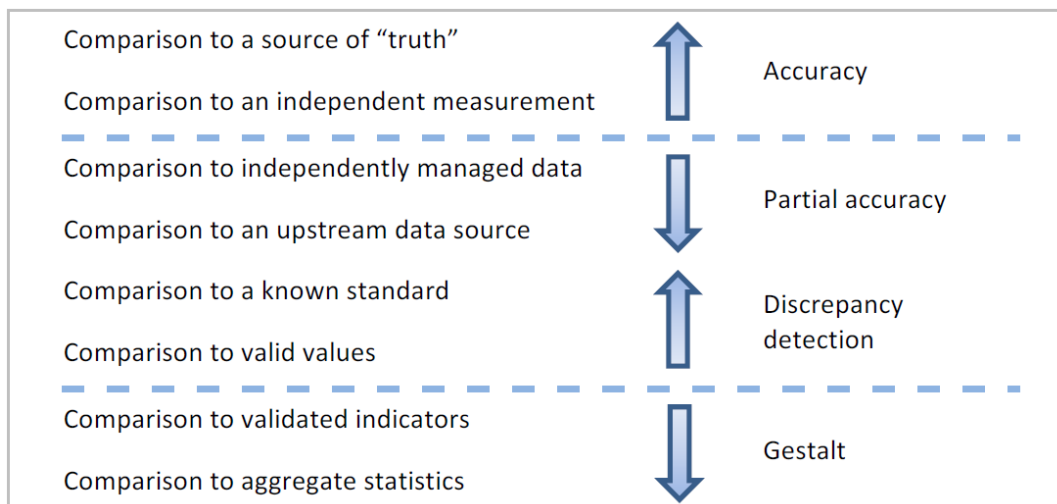 Comparison to a source of “truth”
Accuracy
Comparison to an independent measurement
Comparison to independently managed data
Partial accuracy
Comparison to an upstream data source
Comparison to a known standard
Discrepancy
detection
Comparison to valid values
Comparison to validated indicators
Gestalt
Comparison to aggregate statistics